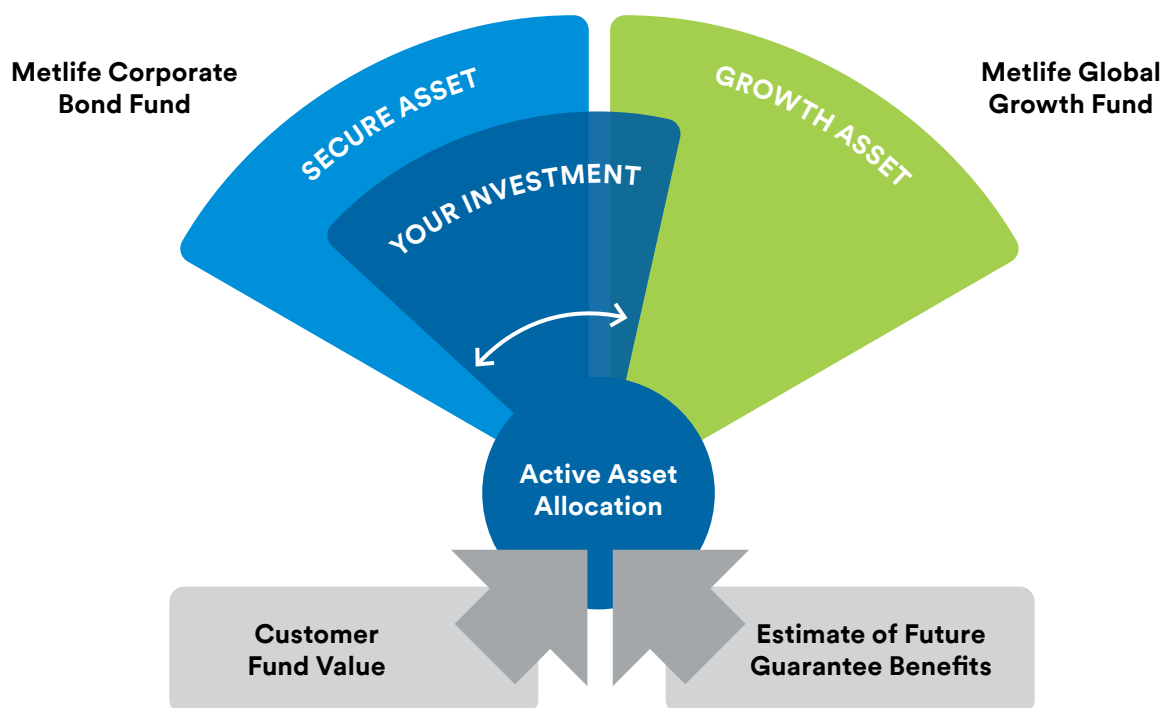 Metlife Corporate
Bond Fund
SECURE ASSET
GROWTH ASSET
Metlife Global
Growth Fund
YOUR INVESTMENT
Active Asset
Allocation
Customer
Fund Value
Estimate of Future
Guarantee Benefits